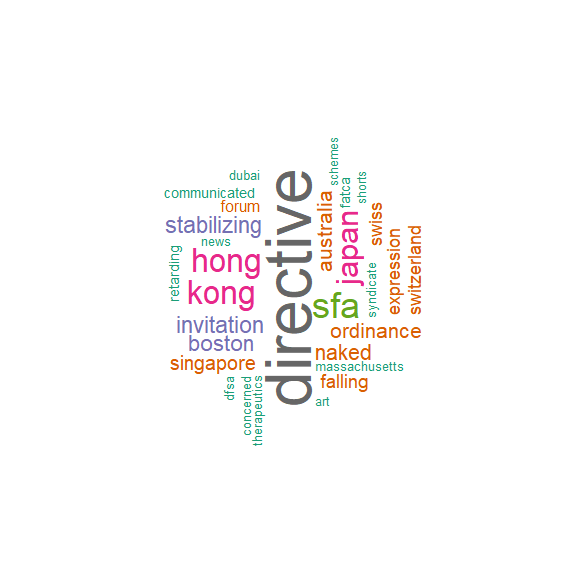 dubai
communicated
forum
stabilizing
news
hong
kong
retarding
invitation
boston
singapore
dfsa
concerned
therapeutics
directive
schemes
shorts
fatca
australia
japan
swiss
expression
switzerland
syndicate
sfa
ordinance
naked
massachusetts
falling
art